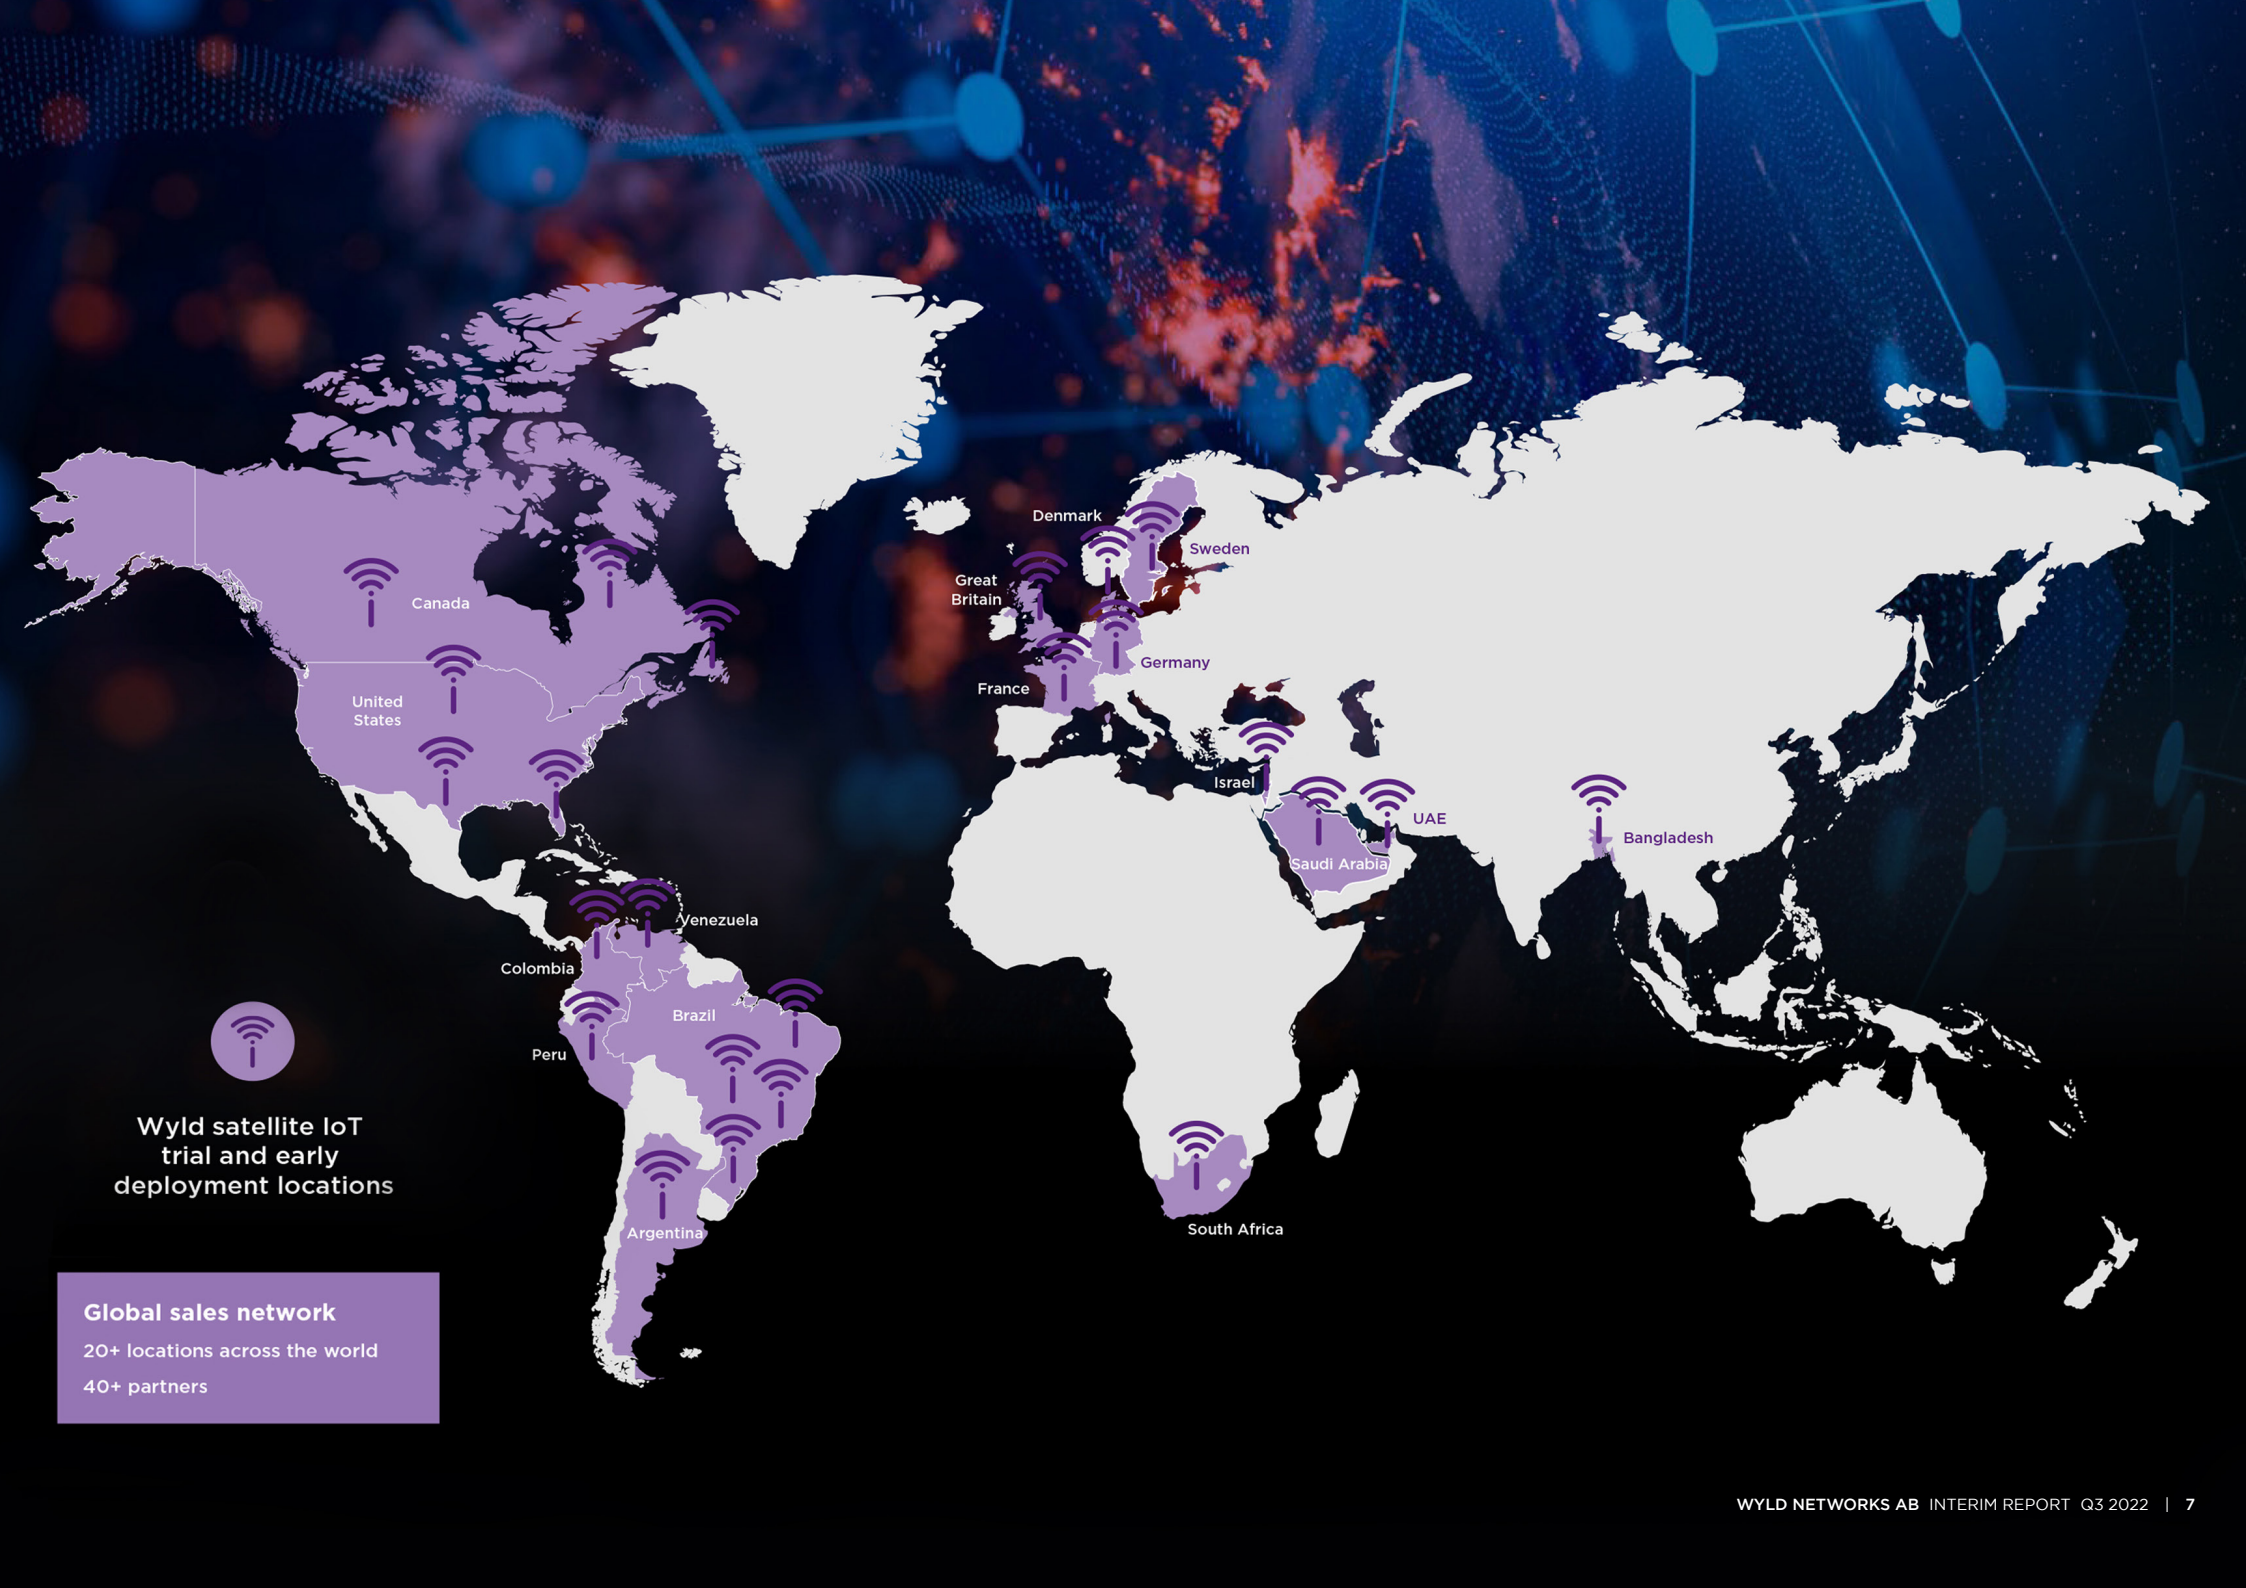 Denmark
Sweden
Great
Britain
Canada
Germany
France
United
States
Israel
UAE
Bangladesh
Saudi Arabia
Venezuela
Colombia
Brazil
Peru
Wyld satellite IoT
trial and early
deployment locations
South Africa
Argentina
Global sales network
20+ locations across the world
40+ partners
WYLD NETWORKS AB INTERIM REPORT Q3 2022 | 7